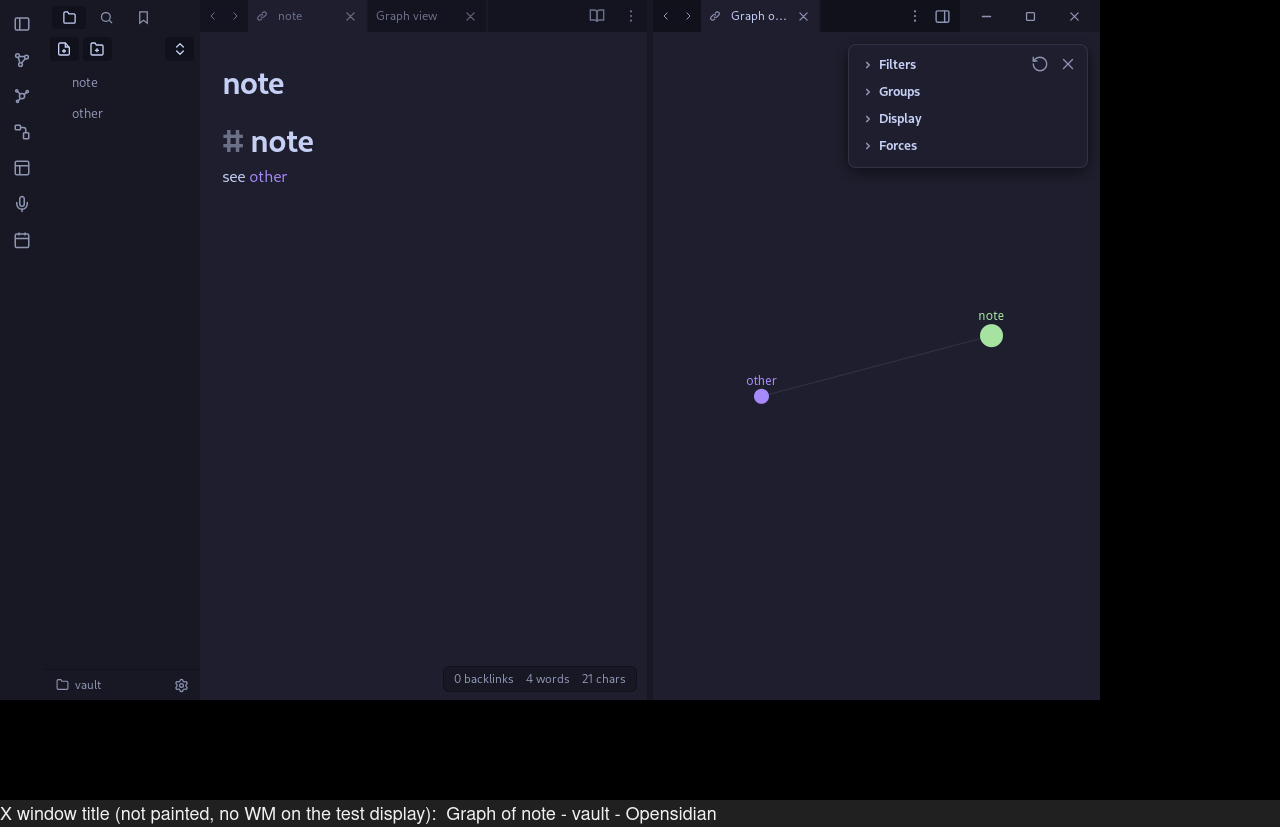 note
Graph view
Graph o...
note
other
note
# note
see other
Filters
Groups
Display
Forces
note
other
0 backlinks 4 words 21 chars
vault
X window title (not painted, no WM on the test display): Graph of note - vault - Opensidian